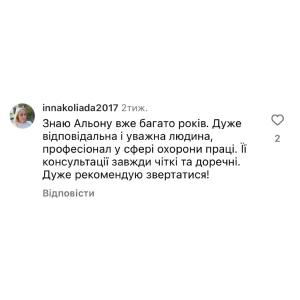 innakoliada2017 2тиж.
Знаю Альону вже багато років. Дуже
відповідальна і уважна людина,
професіонал у сфері охорони праці. Її
консультації завжди чіткі та доречні.
Дуже рекомендую звертатися!
2
Відповісти